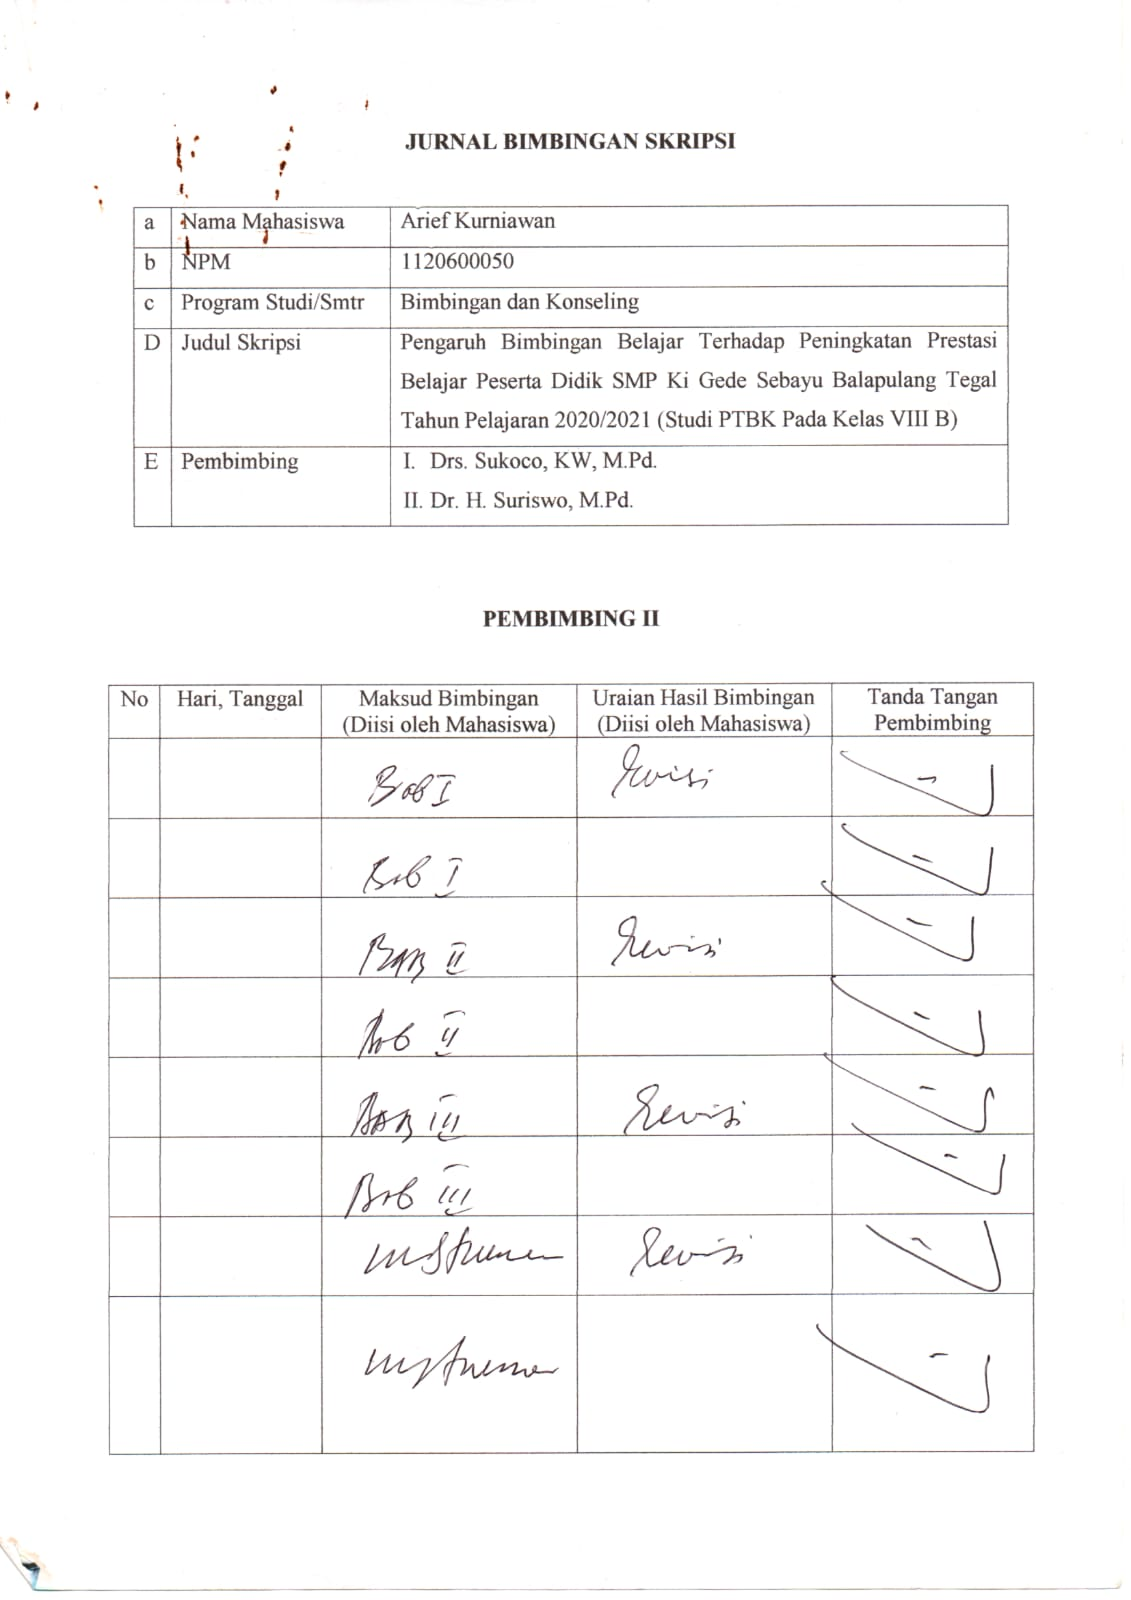 JURNAL BIMBINGAN SKRIPSI
a Nama Mahasiswa Arief Kurniawan
b NPM 1120600050
c Program Studi/Smtr Bimbingan dan Konseling
D Judul Skripsi Pengaruh Bimbingan Belajar Terhadap Peningkatan Prestasi
Belajar Peserta Didik SMP Ki Gede Sebayu Balapulang Tegal
Tahun Pelajaran 2020/2021 (Studi PTBK Pada Kelas VIII B)
E Pembimbing I. Drs. Sukoco, KW, M.Pd.
II. Dr. H. Suriswo, M.Pd.
PEMBIMBING II
No Hari, Tanggal Maksud Bimbingan Uraian Hasil Bimbingan Tanda Tangan
(Diisi oleh Mahasiswa) (Diisi oleh Mahasiswa) Pembimbing
Bab I Revisi
Bab I
BAB II Revisi
Bab II
BAB III Revisi
Bab III
Instrumen Revisi
Instrumen